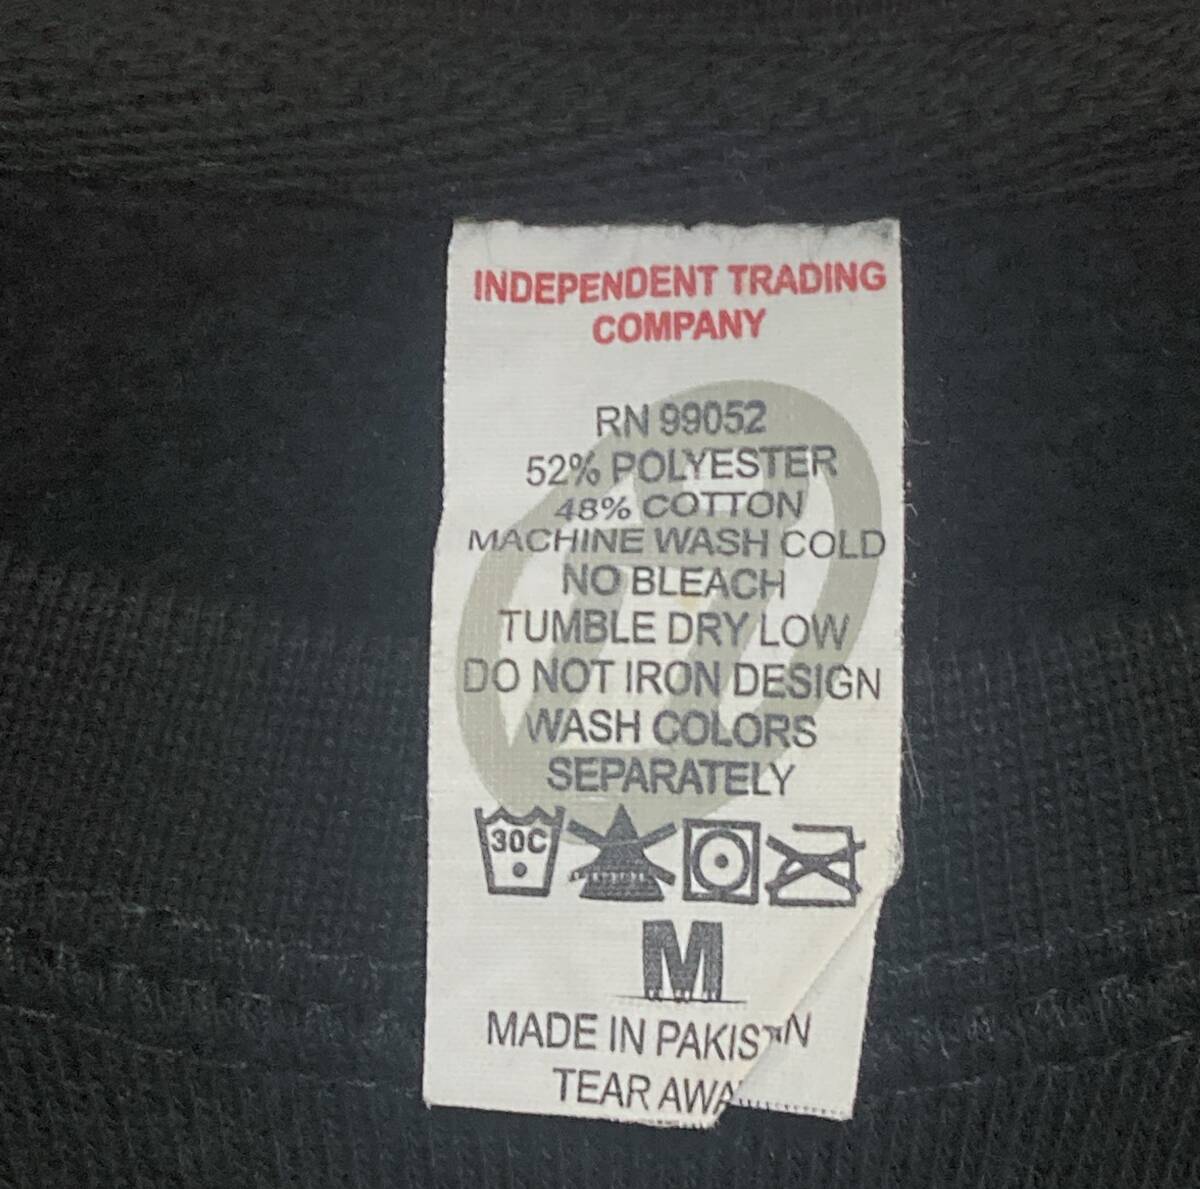 INDEPENDENT TRADING
COMPANY
RN 99052
52% POLYESTER
48% COTTON
MACHINE WASH COLD
NO BLEACH
TUMBLE DRY LOW
DO NOT IRON DESIGN
WASH COLORS
SEPARATELY
30C
M
MADE IN PAKISTAN
TEAR AWA